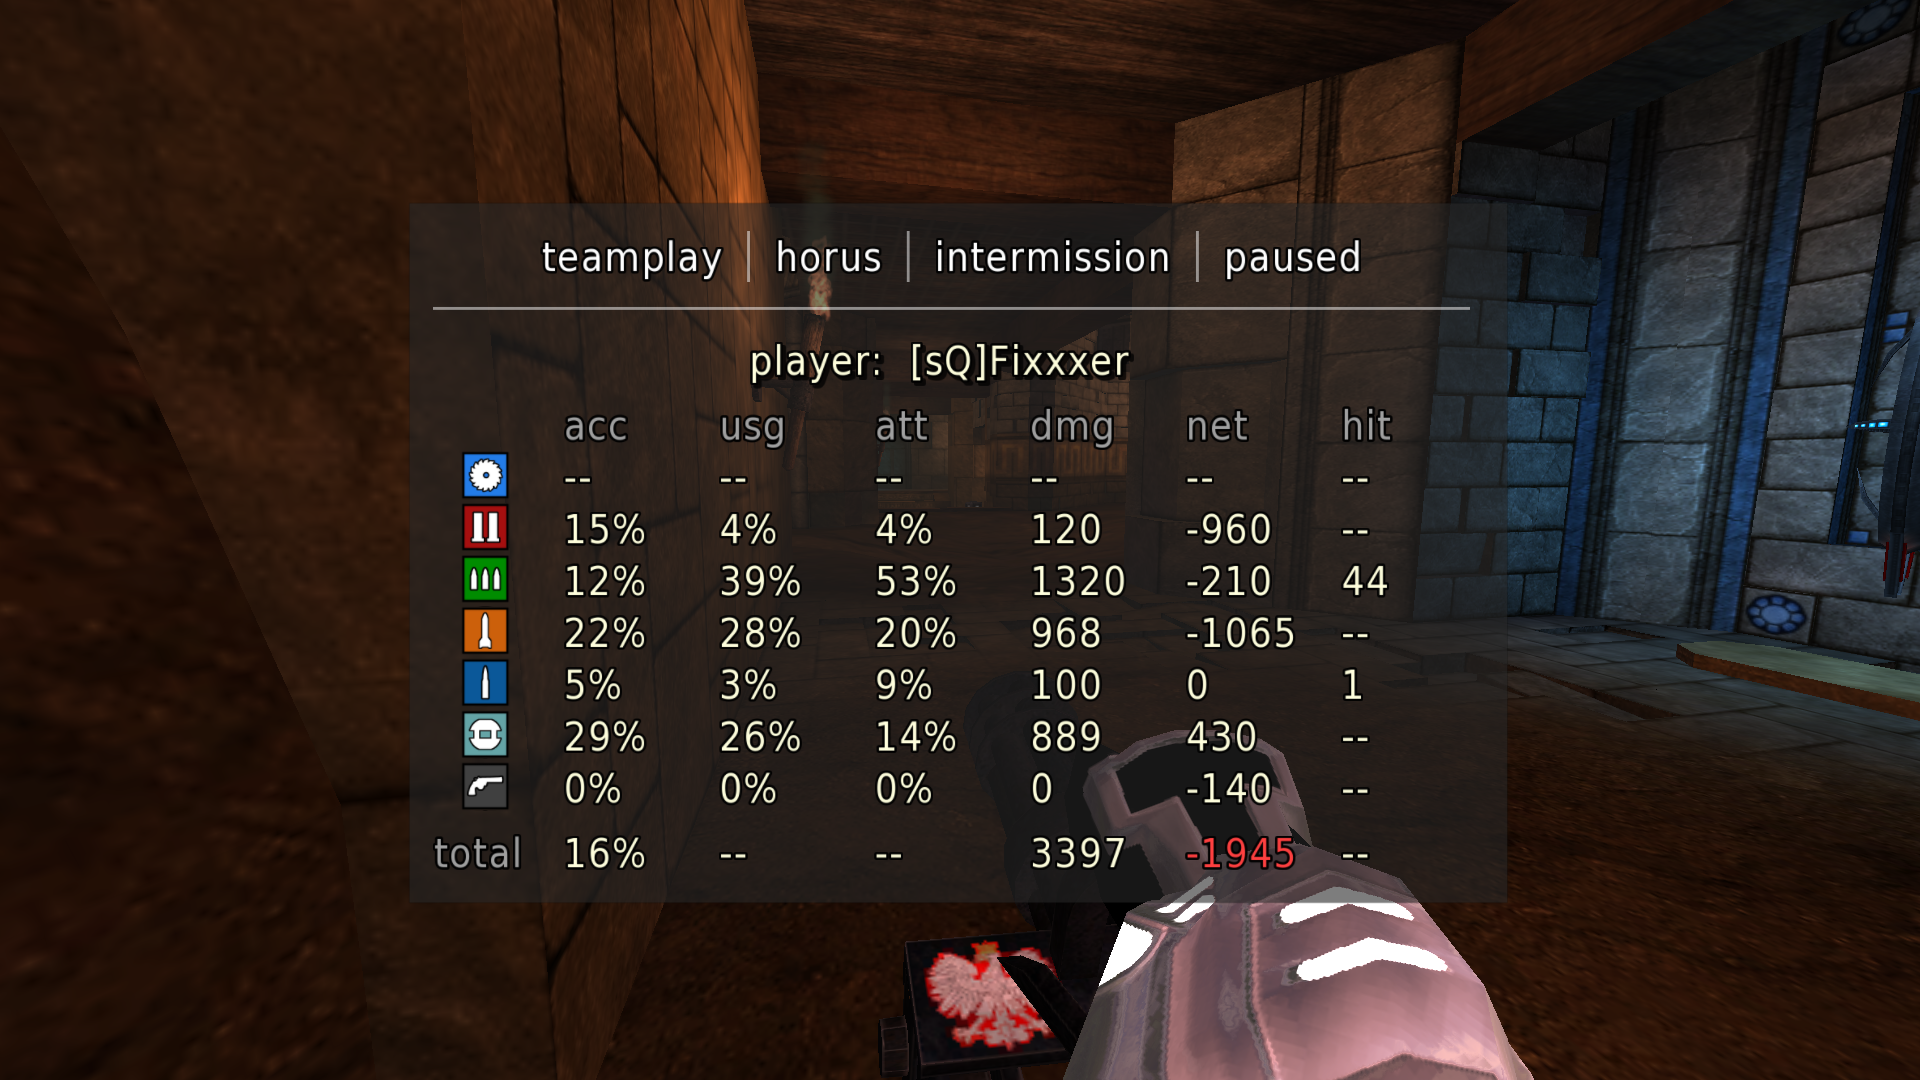 teamplay | horus | intermission | paused
player: [sQ]Fixxxer
acc usg att dmg net hit
-- -- -- -- -- --
15% 4% 4% 120 -960 --
12% 39% 53% 1320 -210 44
22% 28% 20% 968 -1065 --
5% 3% 9% 100 0 1
29% 26% 14% 889 430 --
0% 0% 0% 0 -140 --
total 16% -- -- 3397 -1945 --